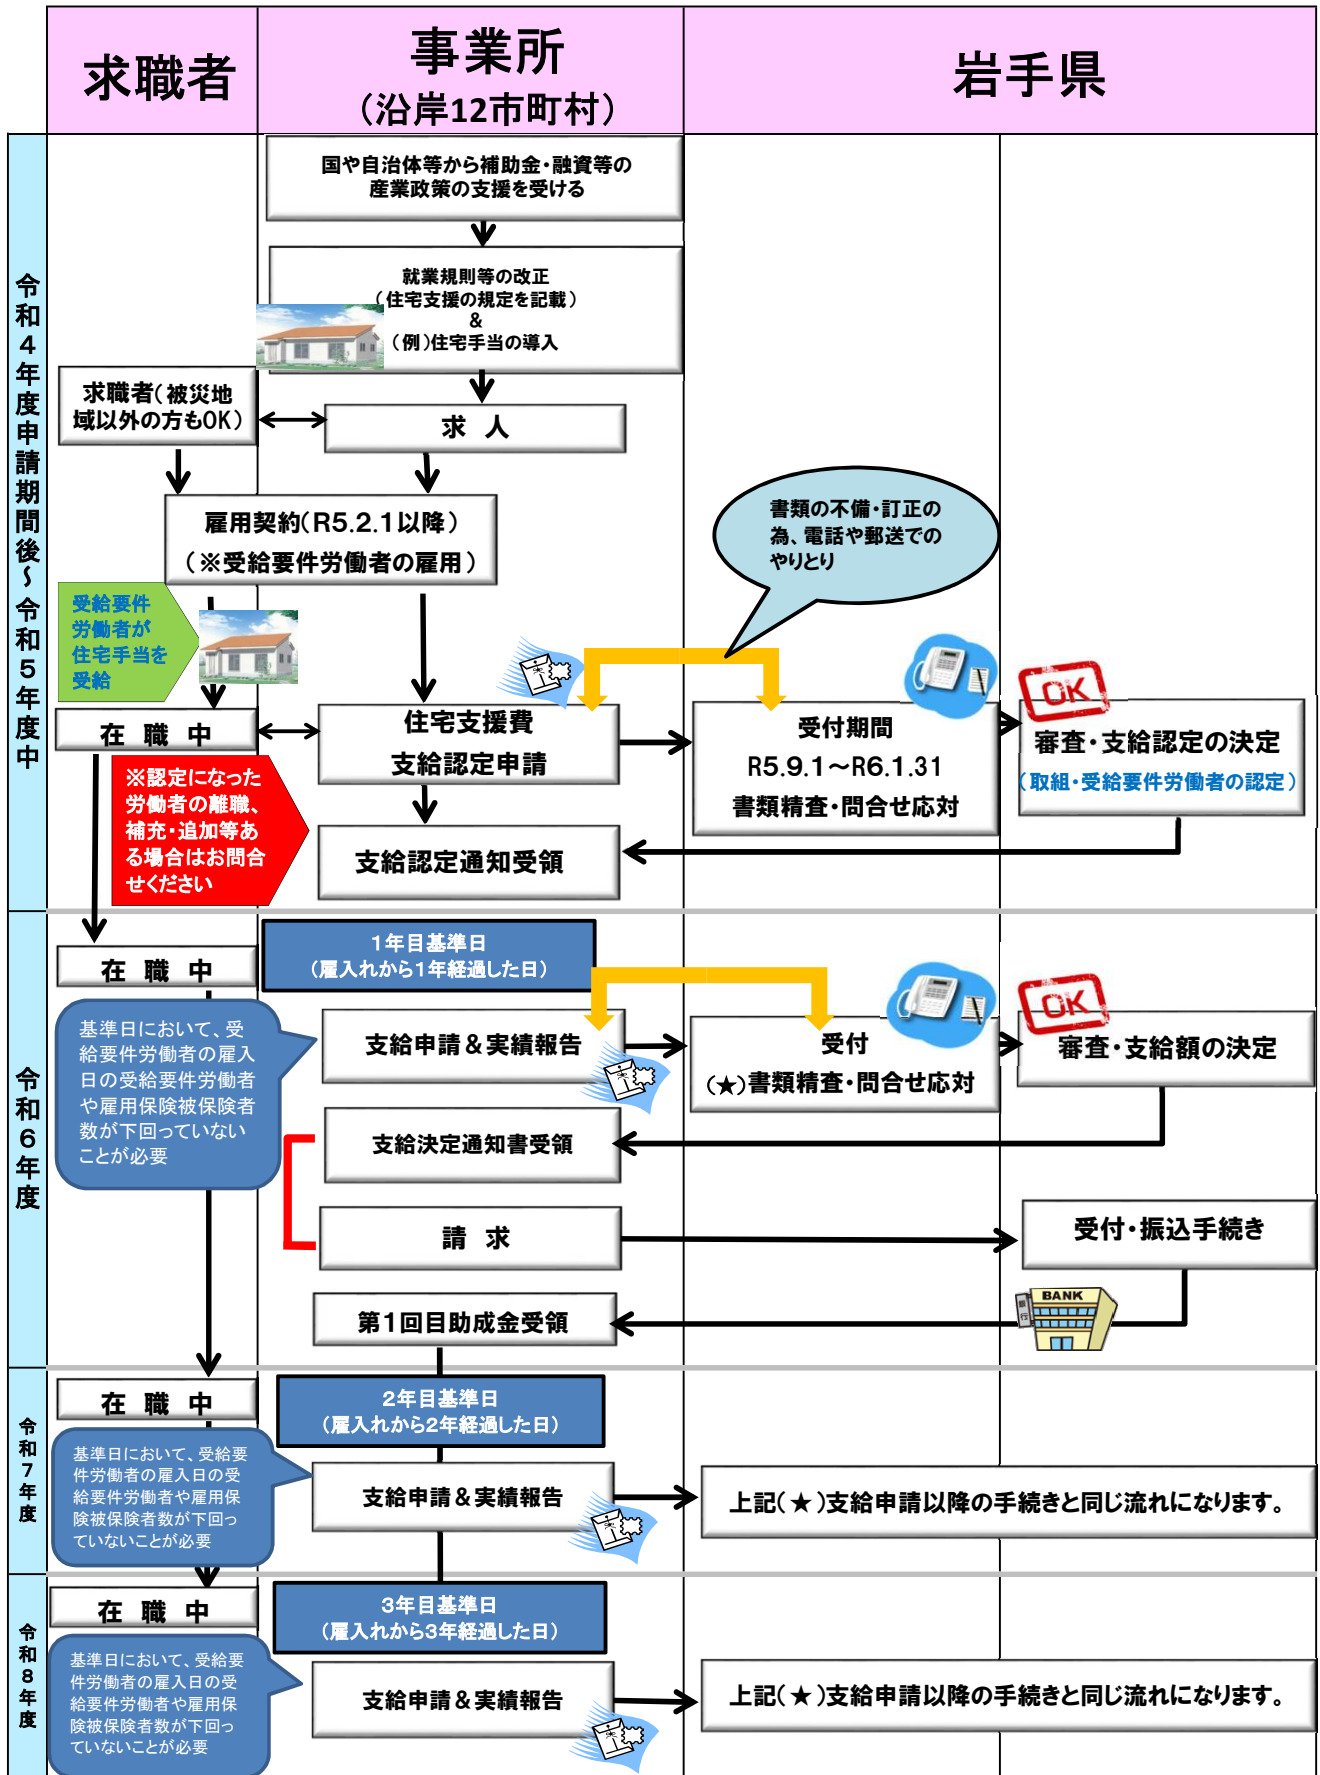 求職者
事業所
（沿岸12市町村）
岩手県
令和４年度申請期間後～令和５年度中
国や自治体等から補助金・融資等の
産業政策の支援を受ける
就業規則等の改正
（住宅支援の規定を記載）
＆
（例）住宅手当の導入
求職者（被災地
域以外の方もOK）
求 人
雇用契約（R5.2.1以降）
（※受給要件労働者の雇用）
書類の不備・訂正の
為、電話や郵送での
やりとり
受給要件
労働者が
住宅手当を
受給
在 職 中
住宅支援費
支給認定申請
受付期間
R5.9.1～R6.1.31
書類精査・問合せ応対
OK
審査・支給認定の決定
（取組・受給要件労働者の認定）
※認定になった
労働者の離職、
補充・追加等あ
る場合はお問合
せください
支給認定通知受領
令和６年度
在 職 中
１年目基準日
（雇入れから1年経過した日）
基準日において、受
給要件労働者の雇入
日の受給要件労働者
や雇用保険被保険者
数が下回っていない
ことが必要
支給申請＆実績報告
受付
（★）書類精査・問合せ応対
OK
審査・支給額の決定
支給決定通知書受領
請 求
受付・振込手続き
第１回目助成金受領
BANK
銀行
令和７年度
在 職 中
２年目基準日
（雇入れから2年経過した日）
基準日において、受給要
件労働者の雇入日の受
給要件労働者や雇用保
険被保険者数が下回っ
ていないことが必要
支給申請＆実績報告
上記（★）支給申請以降の手続きと同じ流れになります。
令和８年度
在 職 中
３年目基準日
（雇入れから3年経過した日）
基準日において、受給要
件労働者の雇入日の受
給要件労働者や雇用保
険被保険者数が下回っ
ていないことが必要
支給申請＆実績報告
上記（★）支給申請以降の手続きと同じ流れになります。